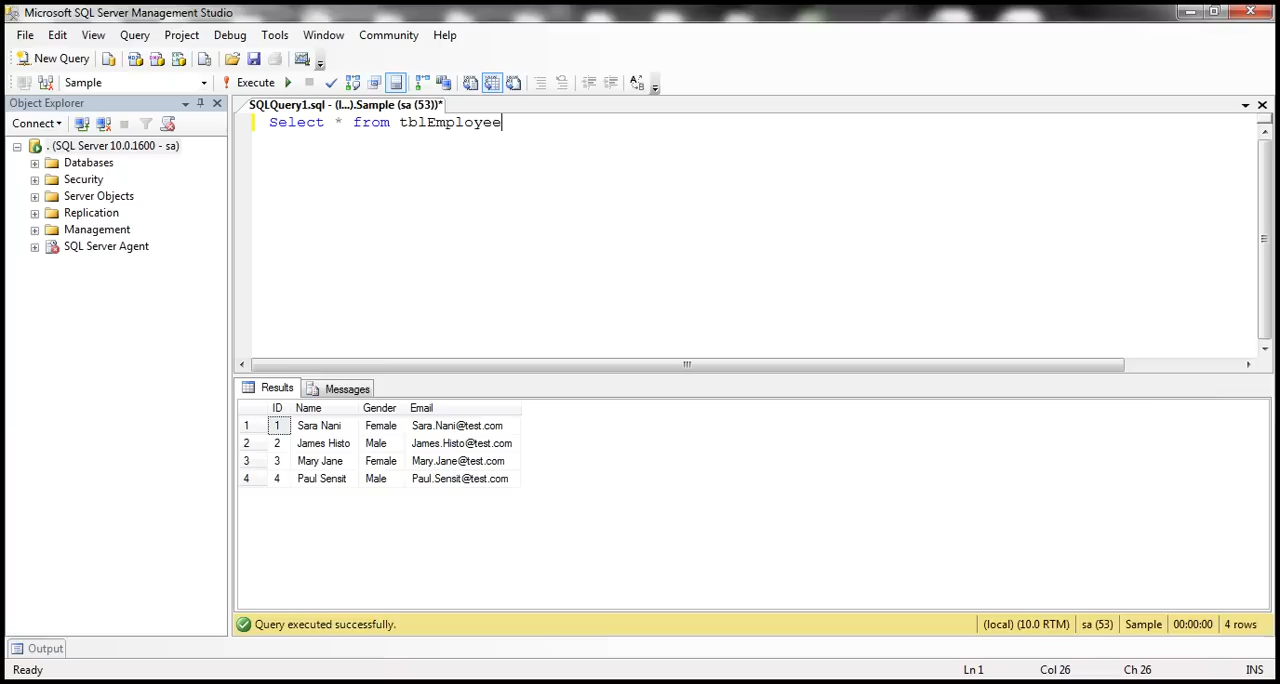 Microsoft SQL Server Management Studio
File Edit View Query Project Debug Tools Window Community Help
New Query
Sample Execute
Object Explorer
SQLQuery1.sql - (l...).Sample (sa (53))*
Connect
Select * from tblEmployee
. (SQL Server 10.0.1600 - sa)
Databases
Security
Server Objects
Replication
Management
SQL Server Agent
Results Messages
ID Name Gender Email
1 1 Sara Nani Female Sara.Nani@test.com
2 2 James Histo Male James.Histo@test.com
3 3 Mary Jane Female Mary.Jane@test.com
4 4 Paul Sensit Male Paul.Sensit@test.com
Query executed successfully. (local) (10.0 RTM) sa (53) Sample 00:00:00 4 rows
Output
Ready Ln 1 Col 26 Ch 26 INS